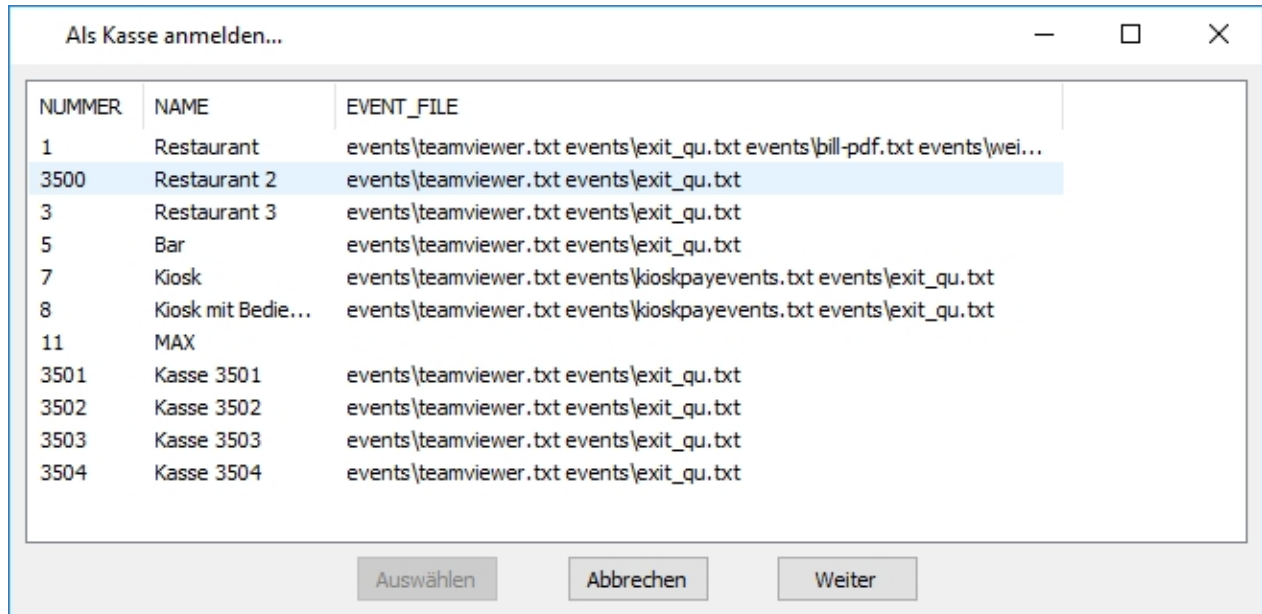 Als Kasse anmelden...
NUMMER NAME EVENT_FILE
1 Restaurant events\teamviewer.txt events\exit_qu.txt events\bill-pdf.txt events\wei...
3500 Restaurant 2 events\teamviewer.txt events\exit_qu.txt
3 Restaurant 3 events\teamviewer.txt events\exit_qu.txt
5 Bar events\teamviewer.txt events\exit_qu.txt
7 Kiosk events\teamviewer.txt events\kioskpayevents.txt events\exit_qu.txt
8 Kiosk mit Bedie... events\teamviewer.txt events\kioskpayevents.txt events\exit_qu.txt
11 MAX
3501 Kasse 3501 events\teamviewer.txt events\exit_qu.txt
3502 Kasse 3502 events\teamviewer.txt events\exit_qu.txt
3503 Kasse 3503 events\teamviewer.txt events\exit_qu.txt
3504 Kasse 3504 events\teamviewer.txt events\exit_qu.txt
Auswählen Abbrechen Weiter